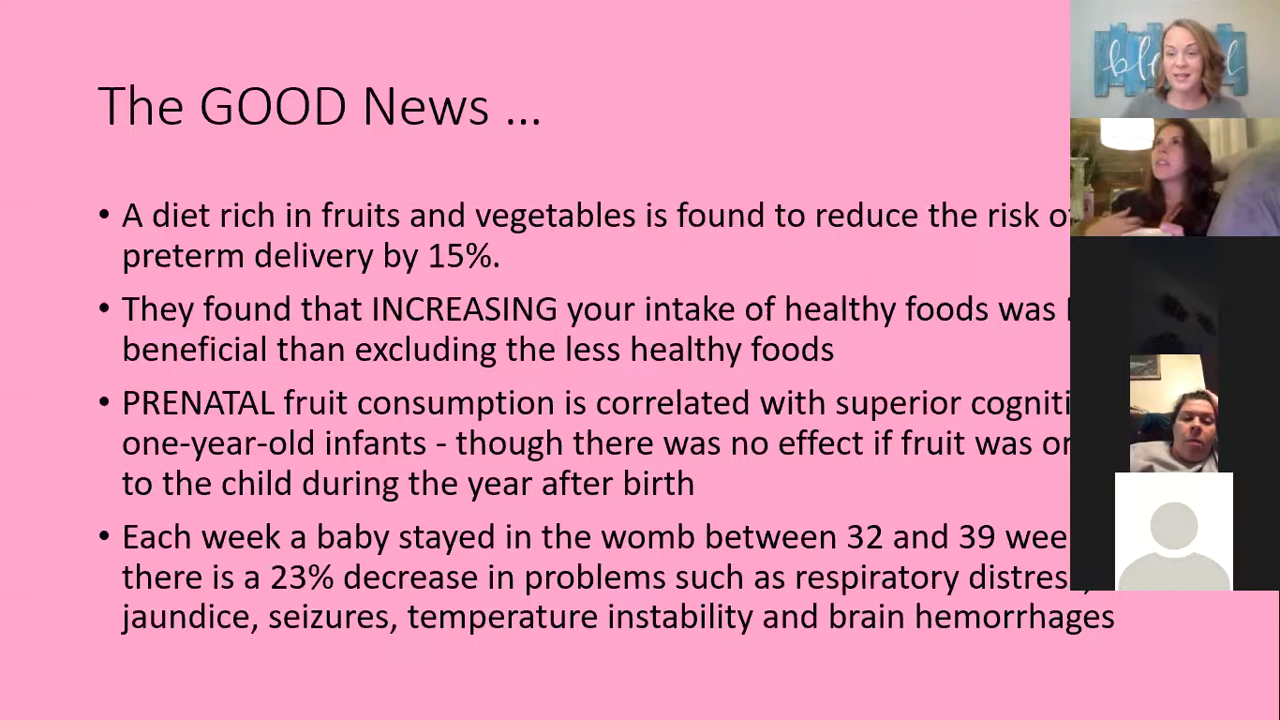 The GOOD News ...
• A diet rich in fruits and vegetables is found to reduce the risk
preterm delivery by 15%.
• They found that INCREASING your intake of healthy foods was
beneficial than excluding the less healthy foods
• PRENATAL fruit consumption is correlated with superior
one-year-old infants - though there was no effect if fruit was
to the child during the year after birth
• Each week a baby stayed in the womb between 32 and 39
there is a 23% decrease in problems such as respiratory
jaundice, seizures, temperature instability and brain hemorrhages